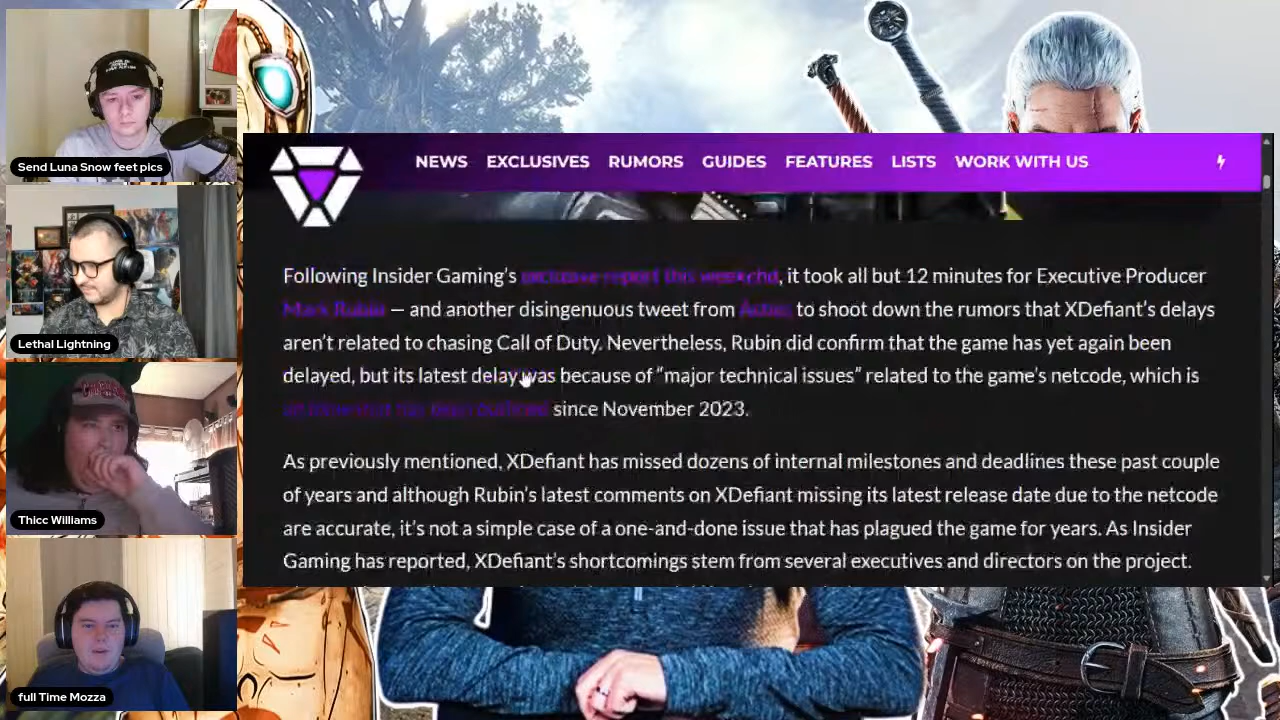 Send Luna Snow feet pics
Lethal Lightning
Thicc Williams
full Time Mozza
NEWS EXCLUSIVES RUMORS GUIDES FEATURES LISTS WORK WITH US
Following Insider Gaming's exclusive report this weekend, it took all but 12 minutes for Executive Producer
Mark Rubin — and another disingenuous tweet from to shoot down the rumors that XDefiant's delays
aren't related to chasing Call of Duty. Nevertheless, Rubin did confirm that the game has yet again been
delayed, but its latest delay was because of "major technical issues" related to the game's netcode, which is
an issue that has been outlined since November 2023.
As previously mentioned, XDefiant has missed dozens of internal milestones and deadlines these past couple
of years and although Rubin's latest comments on XDefiant missing its latest release date due to the netcode
are accurate, it's not a simple case of a one-and-done issue that has plagued the game for years. As Insider
Gaming has reported, XDefiant's shortcomings stem from several executives and directors on the project.